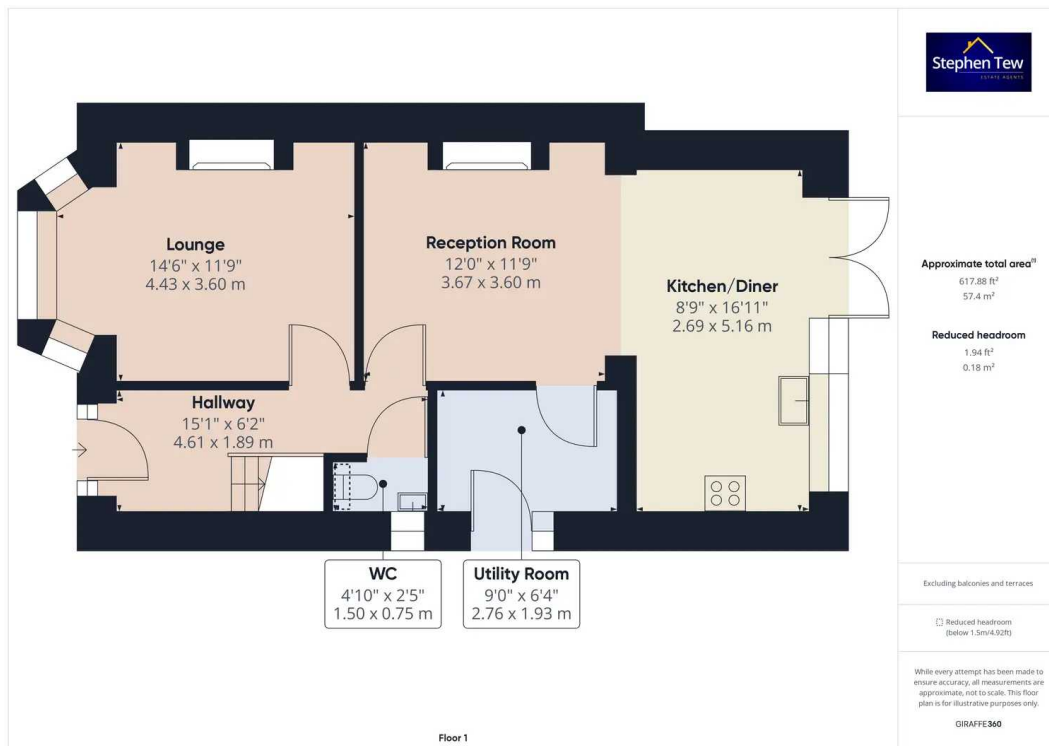 Stephen Tew
ESTATE AGENTS
Lounge
14'6" x 11'9"
4.43 x 3.60 m
Reception Room
12'0" x 11'9"
3.67 x 3.60 m
Kitchen/Diner
8'9" x 16'11"
2.69 x 5.16 m
Hallway
15'1" x 6'2"
4.61 x 1.89 m
WC
4'10" x 2'5"
1.50 x 0.75 m
Utility Room
9'0" x 6'4"
2.76 x 1.93 m
Floor 1
Approximate total area⁽¹⁾
617.88 ft²
57.4 m²
Reduced headroom
1.94 ft²
0.18 m²
Excluding balconies and terraces
Reduced headroom
(below 1.5m/4.92ft)
While every attempt has been made to
ensure accuracy, all measurements are
approximate, not to scale. This floor
plan is for illustrative purposes only.
GIRAFFE360